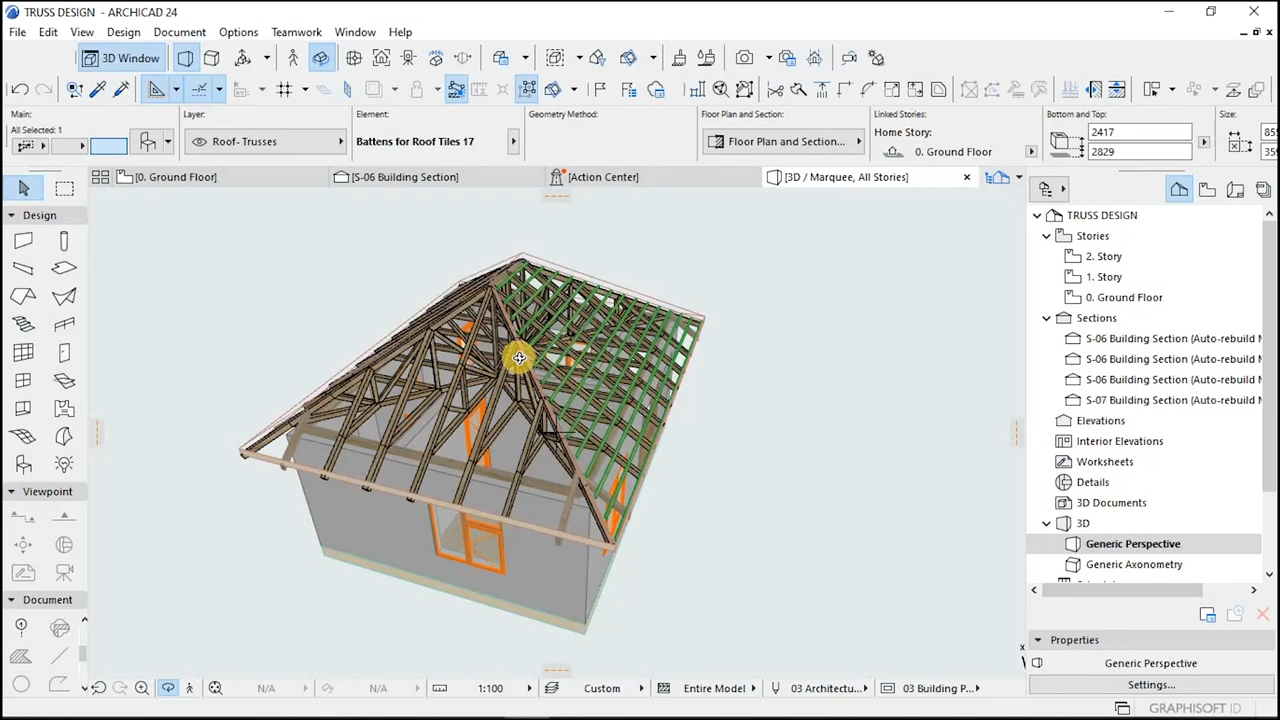 TRUSS DESIGN - ARCHICAD 24
File Edit View Design Document Options Teamwork Window Help
3D Window
Main: Layer: Element: Geometry Method: Floor Plan and Section: Linked Stories: Bottom and Top: Size:
All Selected: 1
Home Story:
2417
Roof- Trusses
Battens for Roof Tiles 17
Floor Plan and Section...
0. Ground Floor
2829
[0. Ground Floor]
[S-06 Building Section]
[Action Center]
[3D / Marquee, All Stories]
Design
Viewpoint
Document
TRUSS DESIGN
Stories
2. Story
1. Story
0. Ground Floor
Sections
S-06 Building Section (Auto-rebuild M
S-06 Building Section (Auto-rebuild M
S-06 Building Section (Auto-rebuild M
S-07 Building Section (Auto-rebuild M
Elevations
Interior Elevations
Worksheets
Details
3D Documents
3D
Generic Perspective
Generic Axonometry
Properties
Generic Perspective
Settings...
N/A
N/A
1:100
Custom
Entire Model
03 Architectu...
03 Building P...
GRAPHISOFT ID